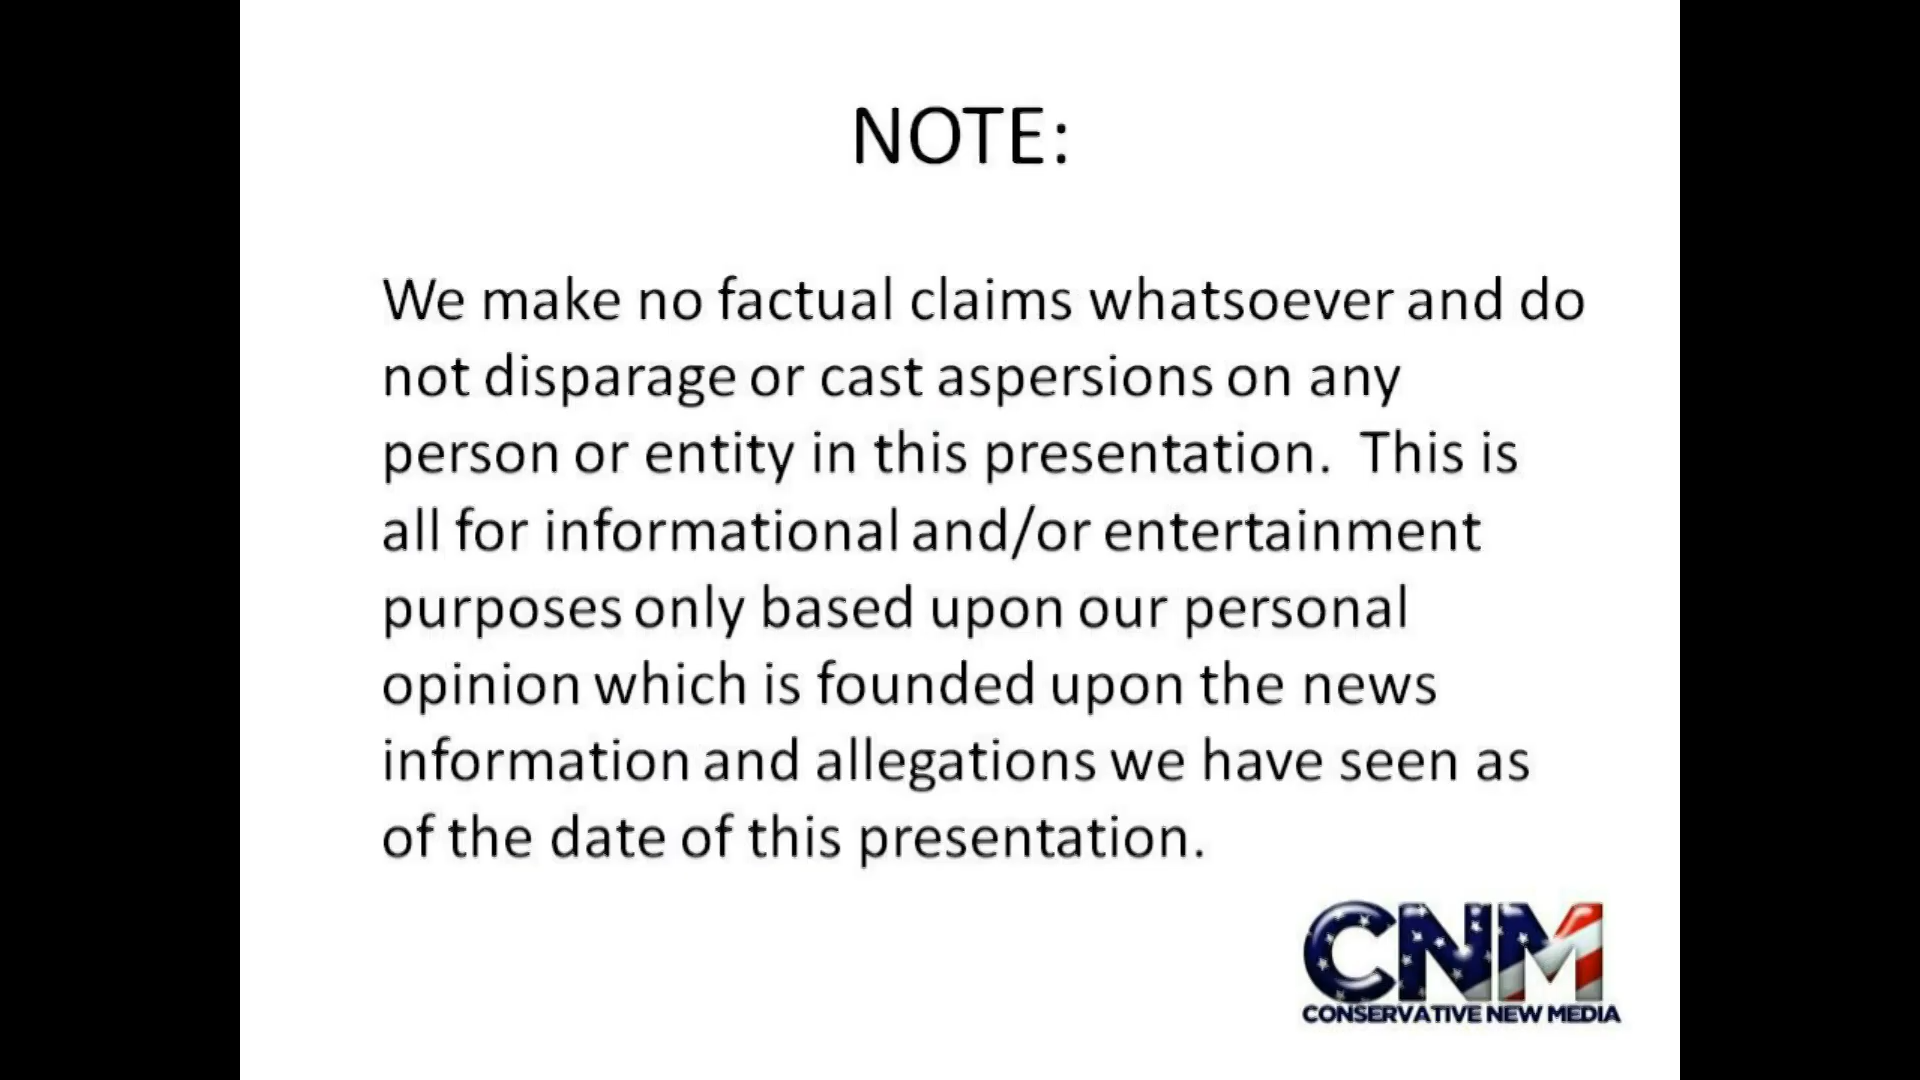 NOTE:
We make no factual claims whatsoever and do
not disparage or cast aspersions on any
person or entity in this presentation.  This is
all for informational and/or entertainment
purposes only based upon our personal
opinion which is founded upon the news
information and allegations we have seen as
of the date of this presentation.
CNM
CONSERVATIVE NEW MEDIA